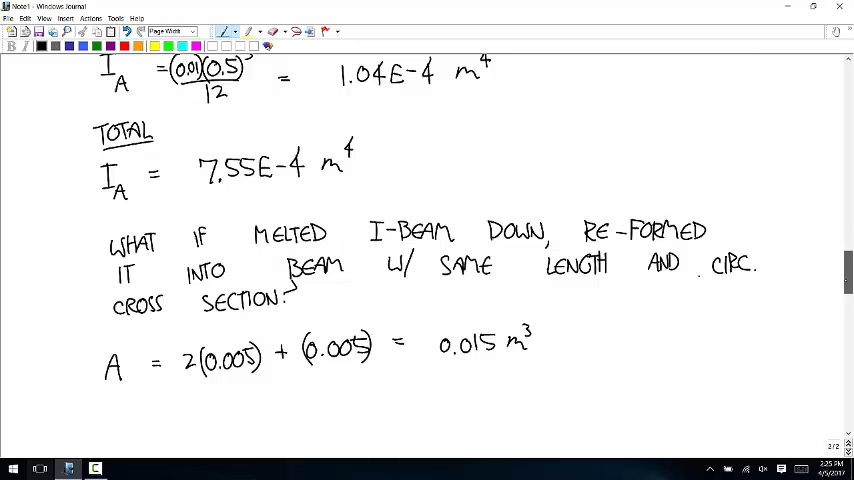 Note1 - Windows Journal
File Edit View Insert Actions Tools Help
Page Width
B I
I_A = (0.01)(0.5)^3 / 12 = 1.04E-4 m^4
TOTAL
I_A = 7.55E-4 m^4
WHAT IF MELTED I-BEAM DOWN, RE-FORMED
IT INTO BEAM W/ SAME LENGTH AND CIRC.
CROSS SECTION?
A = 2(0.005) + (0.005) = 0.015 m^3
2/2
2:25 PM
4/5/2017